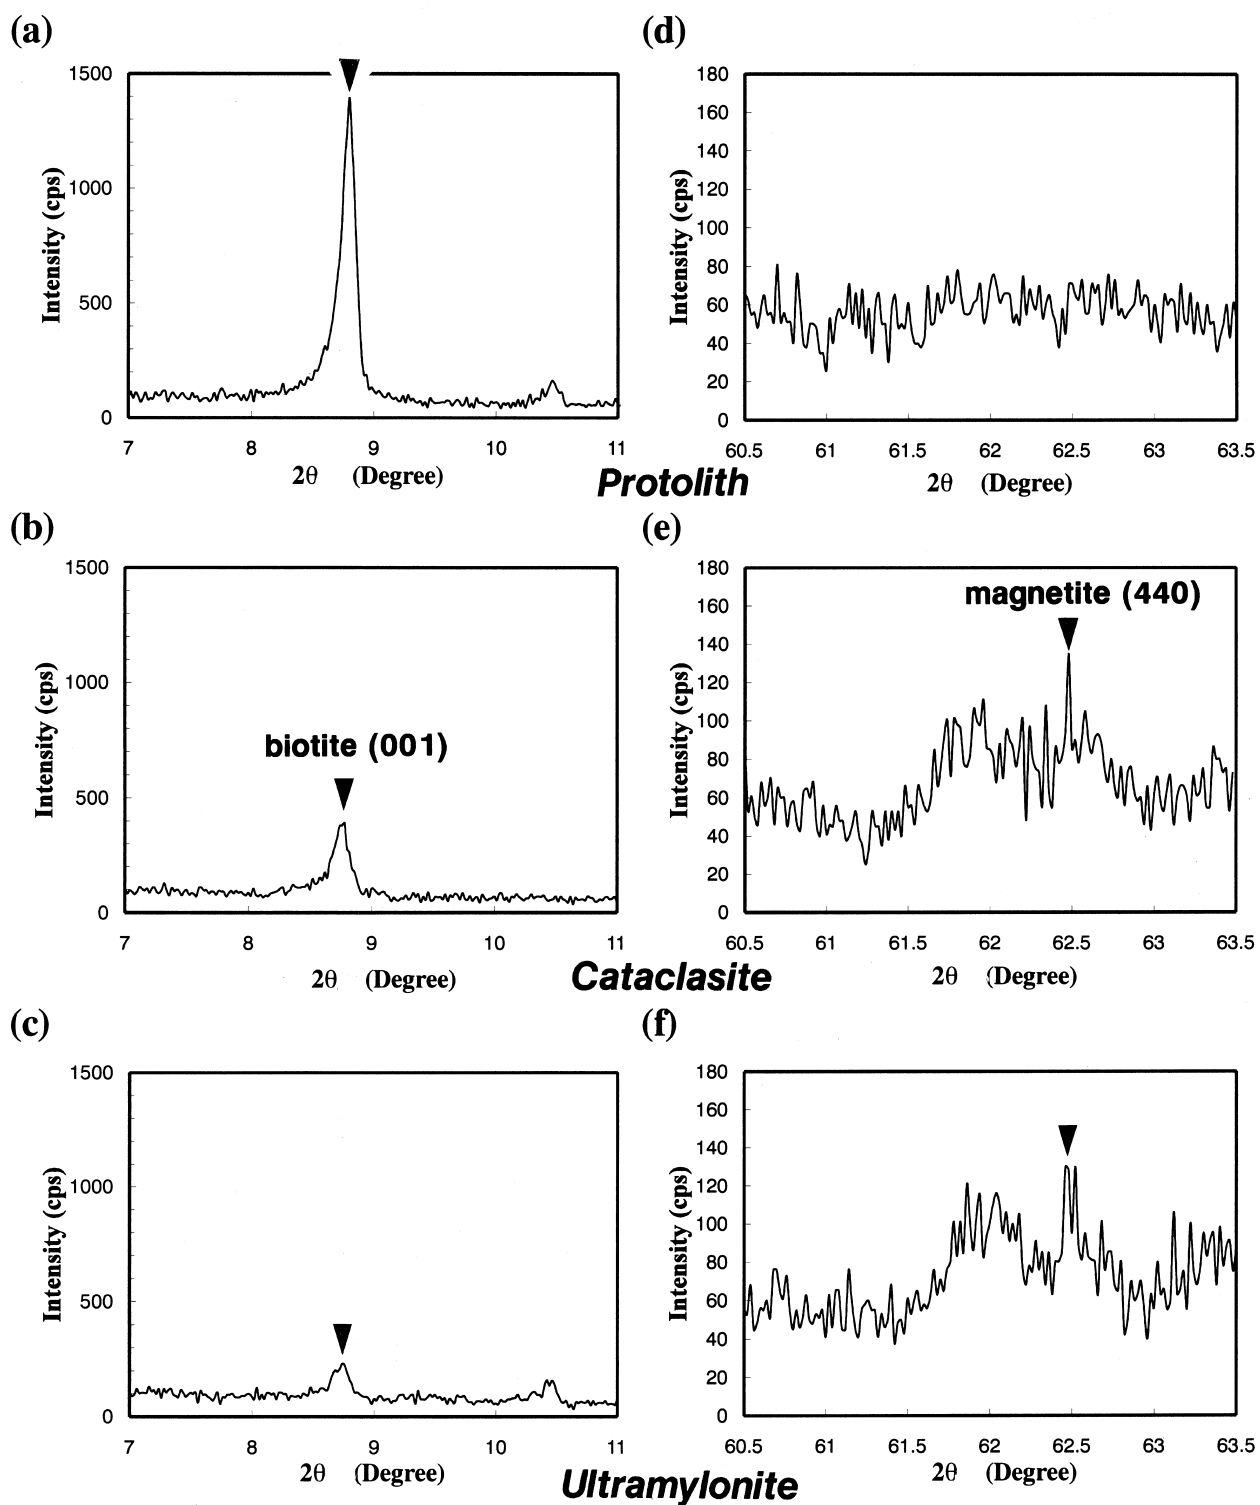 (a)
1500
1000
500
0
Intensity (cps)
7 8 9 10 11
2θ (Degree)
(d)
180
160
140
120
100
80
60
40
20
0
Intensity (cps)
60.5 61 61.5 62 62.5 63 63.5
2θ (Degree)
Protolith
(b)
1500
1000
500
0
Intensity (cps)
biotite (001)
7 8 9 10 11
2θ (Degree)
(e)
180
160
140
120
100
80
60
40
20
0
Intensity (cps)
magnetite (440)
60.5 61 61.5 62 62.5 63 63.5
2θ (Degree)
Cataclasite
(c)
1500
1000
500
0
Intensity (cps)
7 8 9 10 11
2θ (Degree)
(f)
180
160
140
120
100
80
60
40
20
0
Intensity (cps)
60.5 61 61.5 62 62.5 63 63.5
2θ (Degree)
Ultramylonite